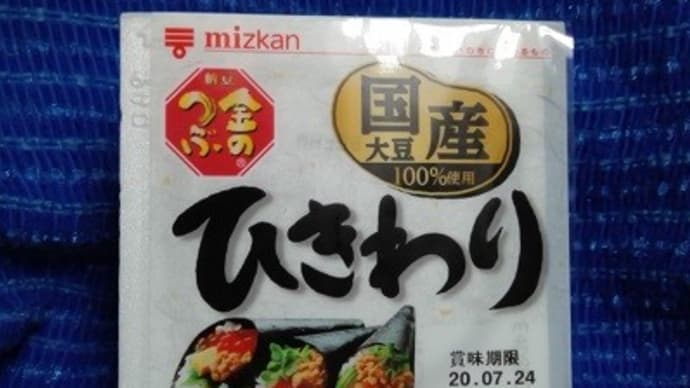 mizkan
納豆
金の
つぶ®
国産
大豆
100%使用
ひきわり
賞味期限
20.07.24